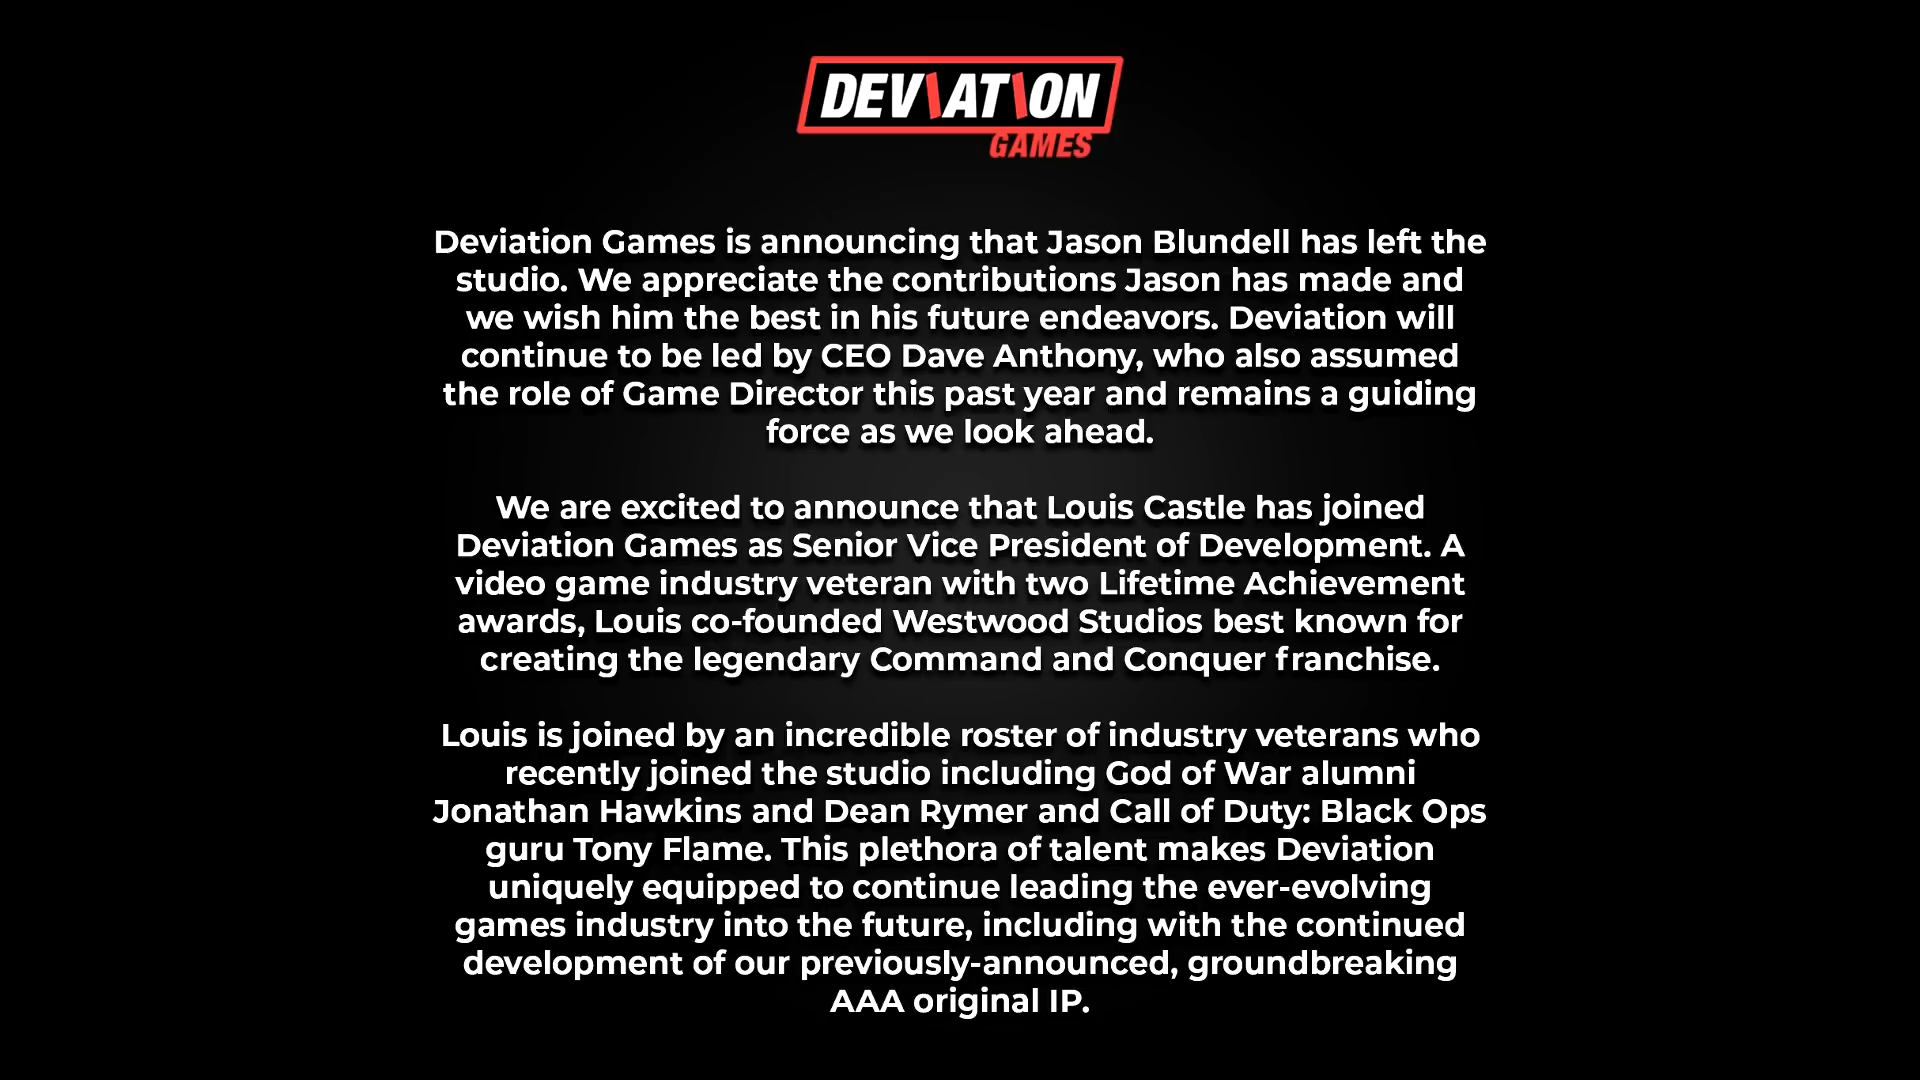 DEVIATION
GAMES
Deviation Games is announcing that Jason Blundell has left the
studio. We appreciate the contributions Jason has made and
we wish him the best in his future endeavors. Deviation will
continue to be led by CEO Dave Anthony, who also assumed
the role of Game Director this past year and remains a guiding
force as we look ahead.
We are excited to announce that Louis Castle has joined
Deviation Games as Senior Vice President of Development. A
video game industry veteran with two Lifetime Achievement
awards, Louis co-founded Westwood Studios best known for
creating the legendary Command and Conquer franchise.
Louis is joined by an incredible roster of industry veterans who
recently joined the studio including God of War alumni
Jonathan Hawkins and Dean Rymer and Call of Duty: Black Ops
guru Tony Flame. This plethora of talent makes Deviation
uniquely equipped to continue leading the ever-evolving
games industry into the future, including with the continued
development of our previously-announced, groundbreaking
AAA original IP.